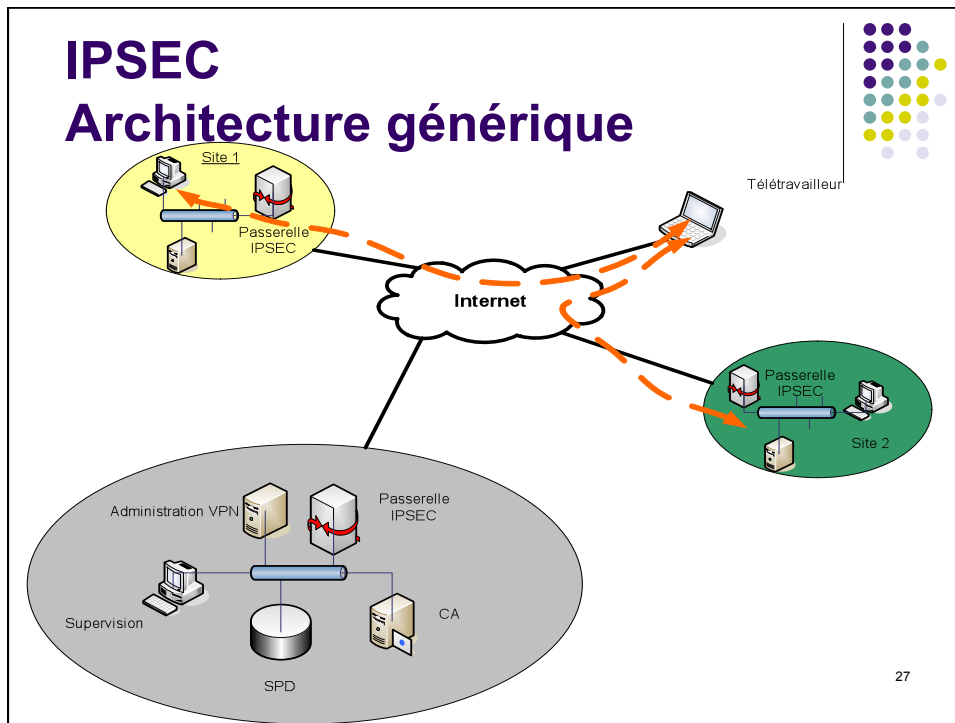 IPSEC
Architecture générique
Site 1
Passerelle
IPSEC
Télétravailleur
Internet
Passerelle
IPSEC
Site 2
Administration VPN
Passerelle
IPSEC
Supervision
CA
SPD
27